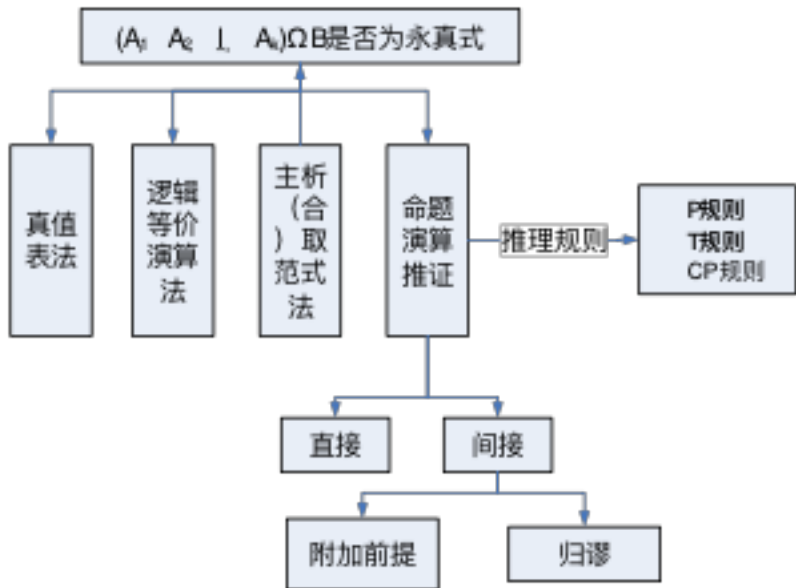 (A₁ A₂ L Aₖ)ΩB是否为永真式
真值
表法
逻辑
等价
演算
法
主析
（合
）取
范式
法
命题
演算
推证
推理规则
P规则
T规则
CP规则
直接
间接
附加前提
归谬